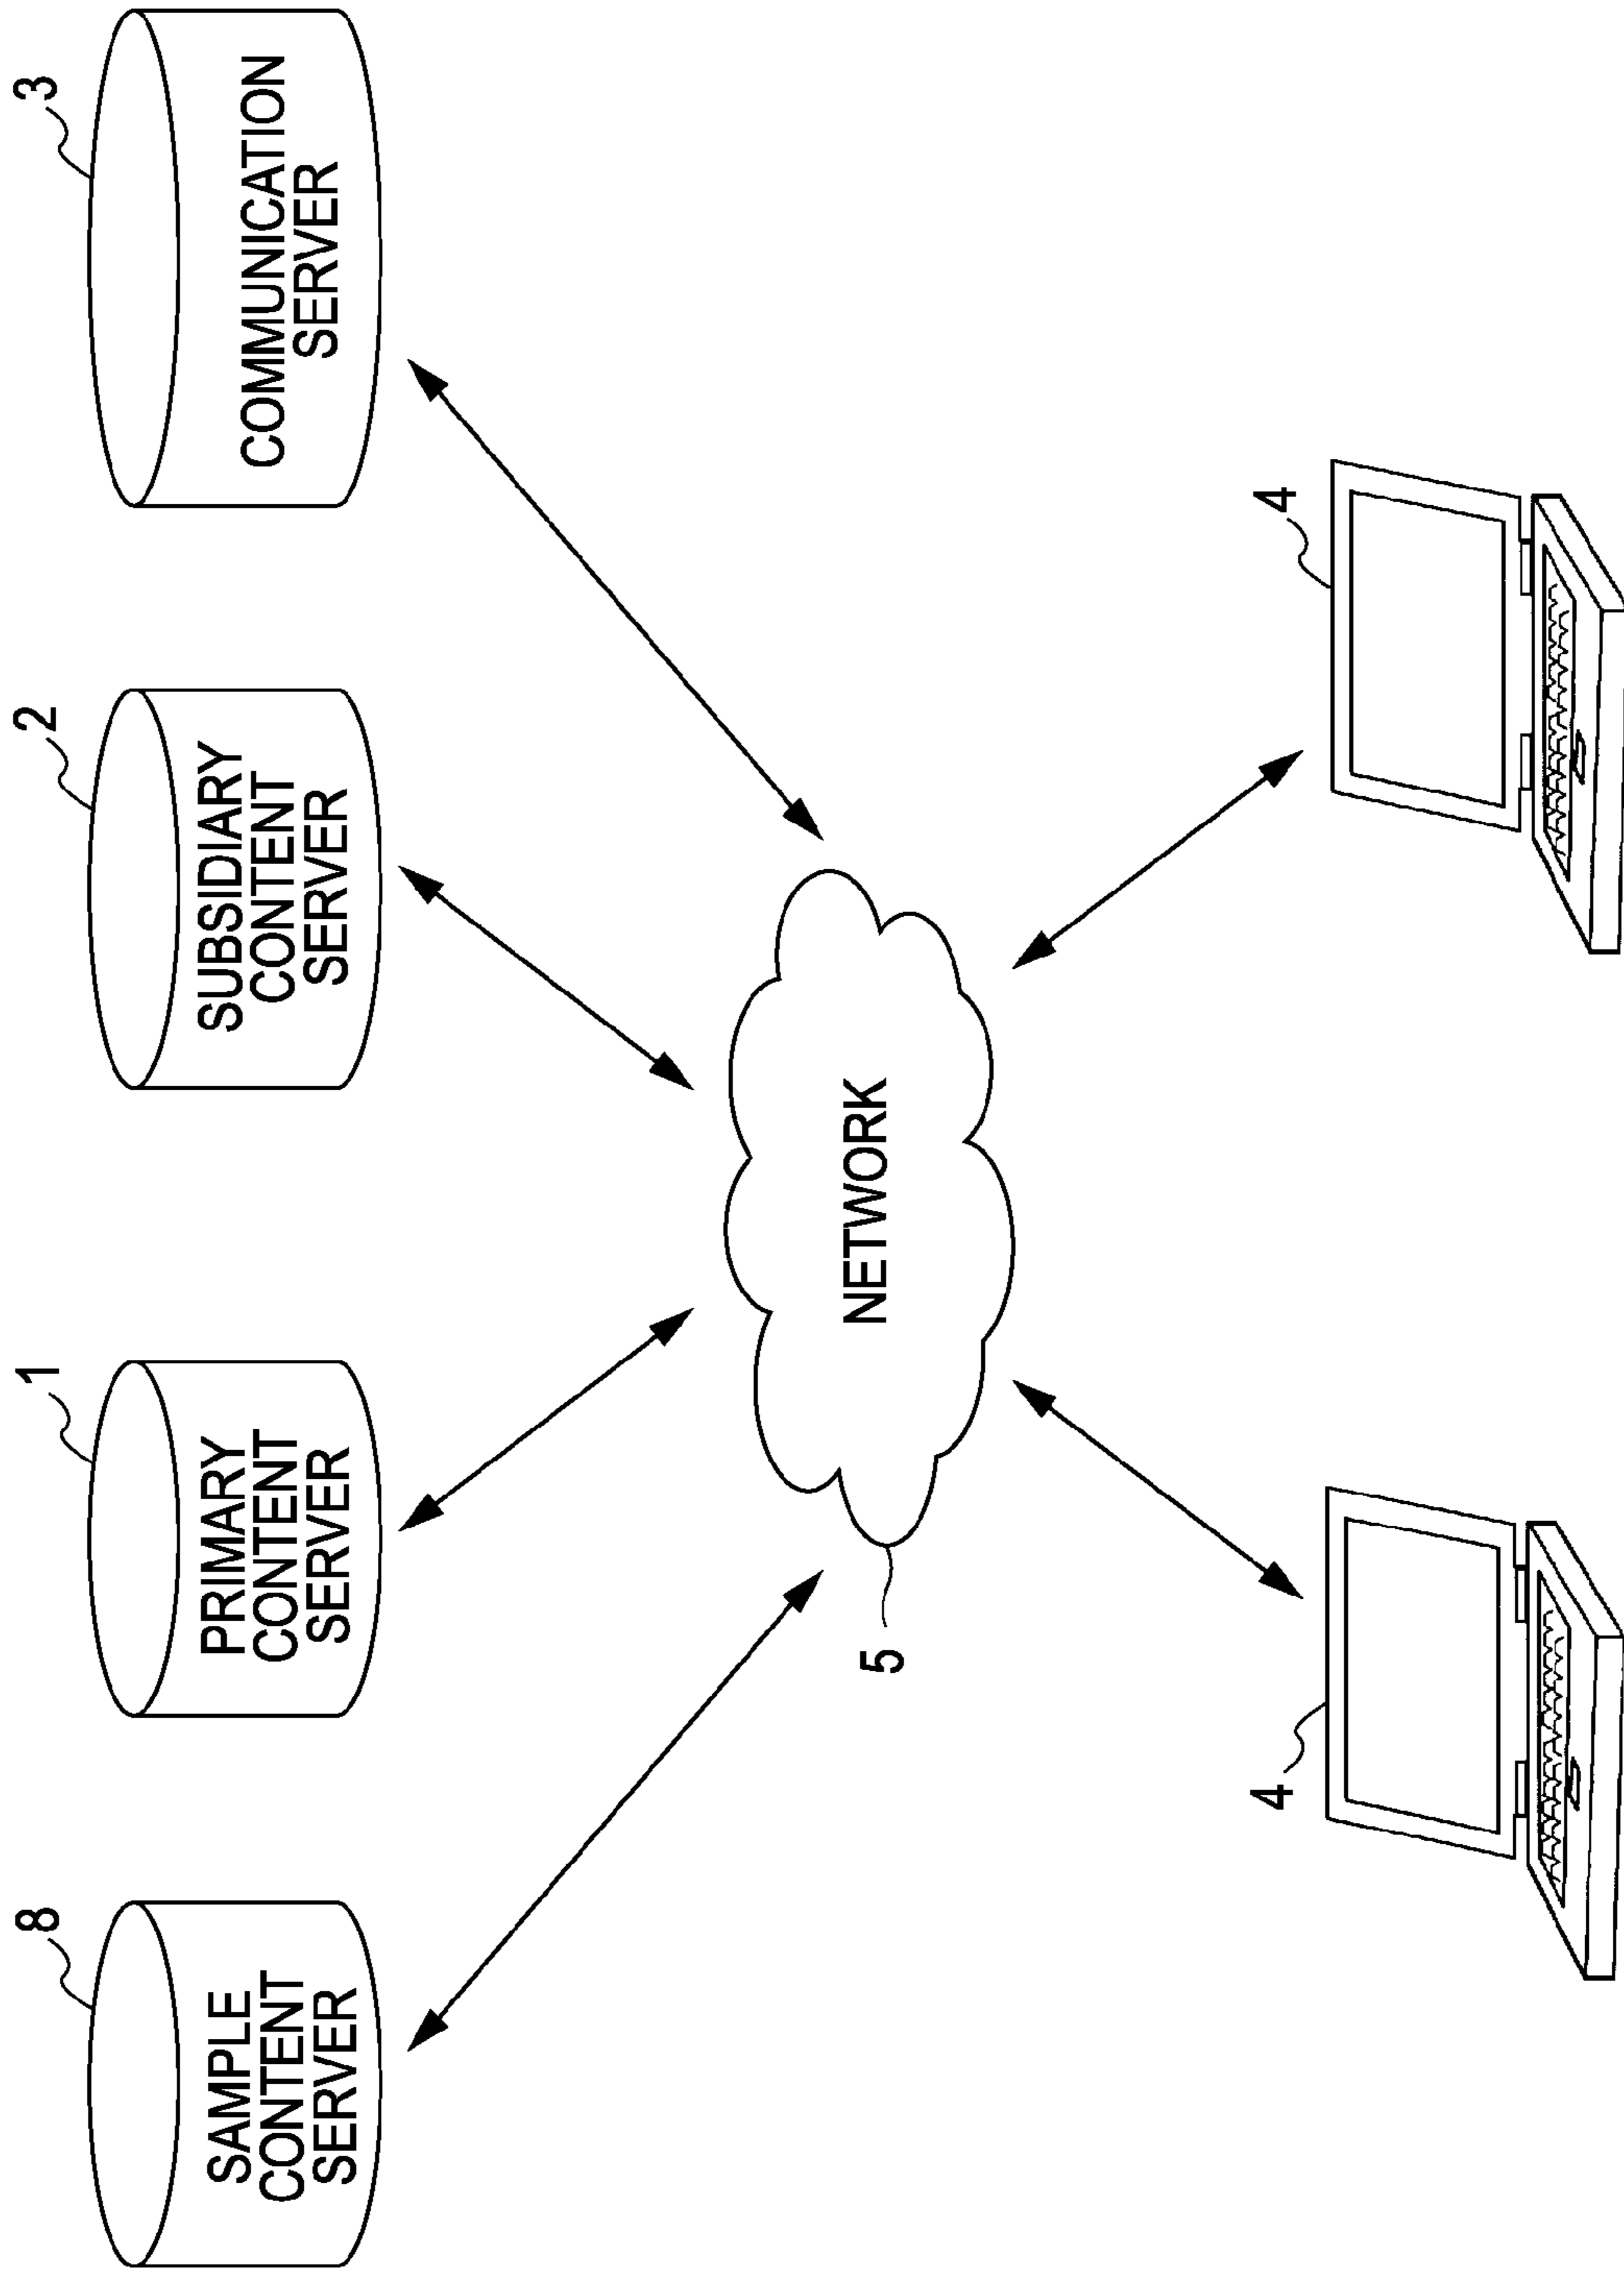 8
SAMPLE
CONTENT
SERVER
1
PRIMARY
CONTENT
SERVER
2
SUBSIDIARY
CONTENT
SERVER
3
COMMUNICATION
SERVER
NETWORK
5
4
4